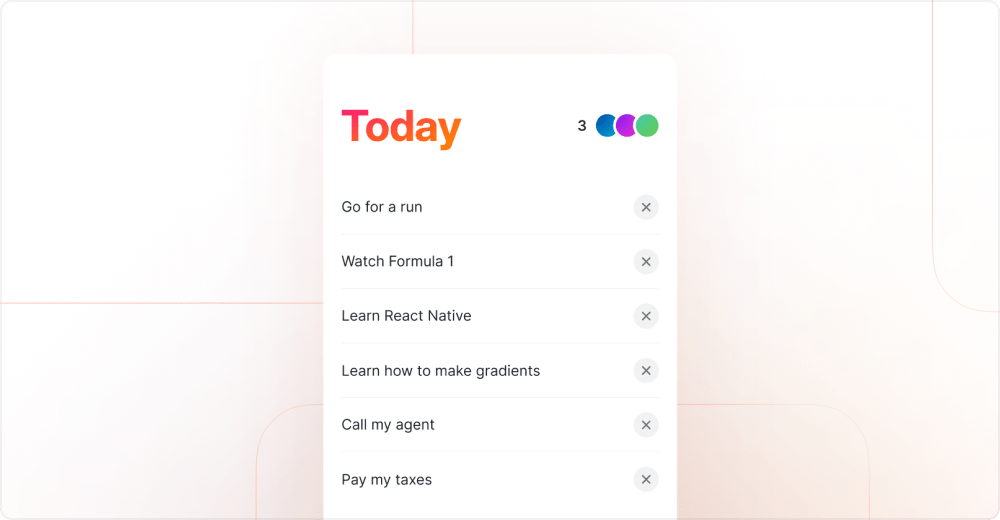 Today
3
Go for a run
Watch Formula 1
Learn React Native
Learn how to make gradients
Call my agent
Pay my taxes